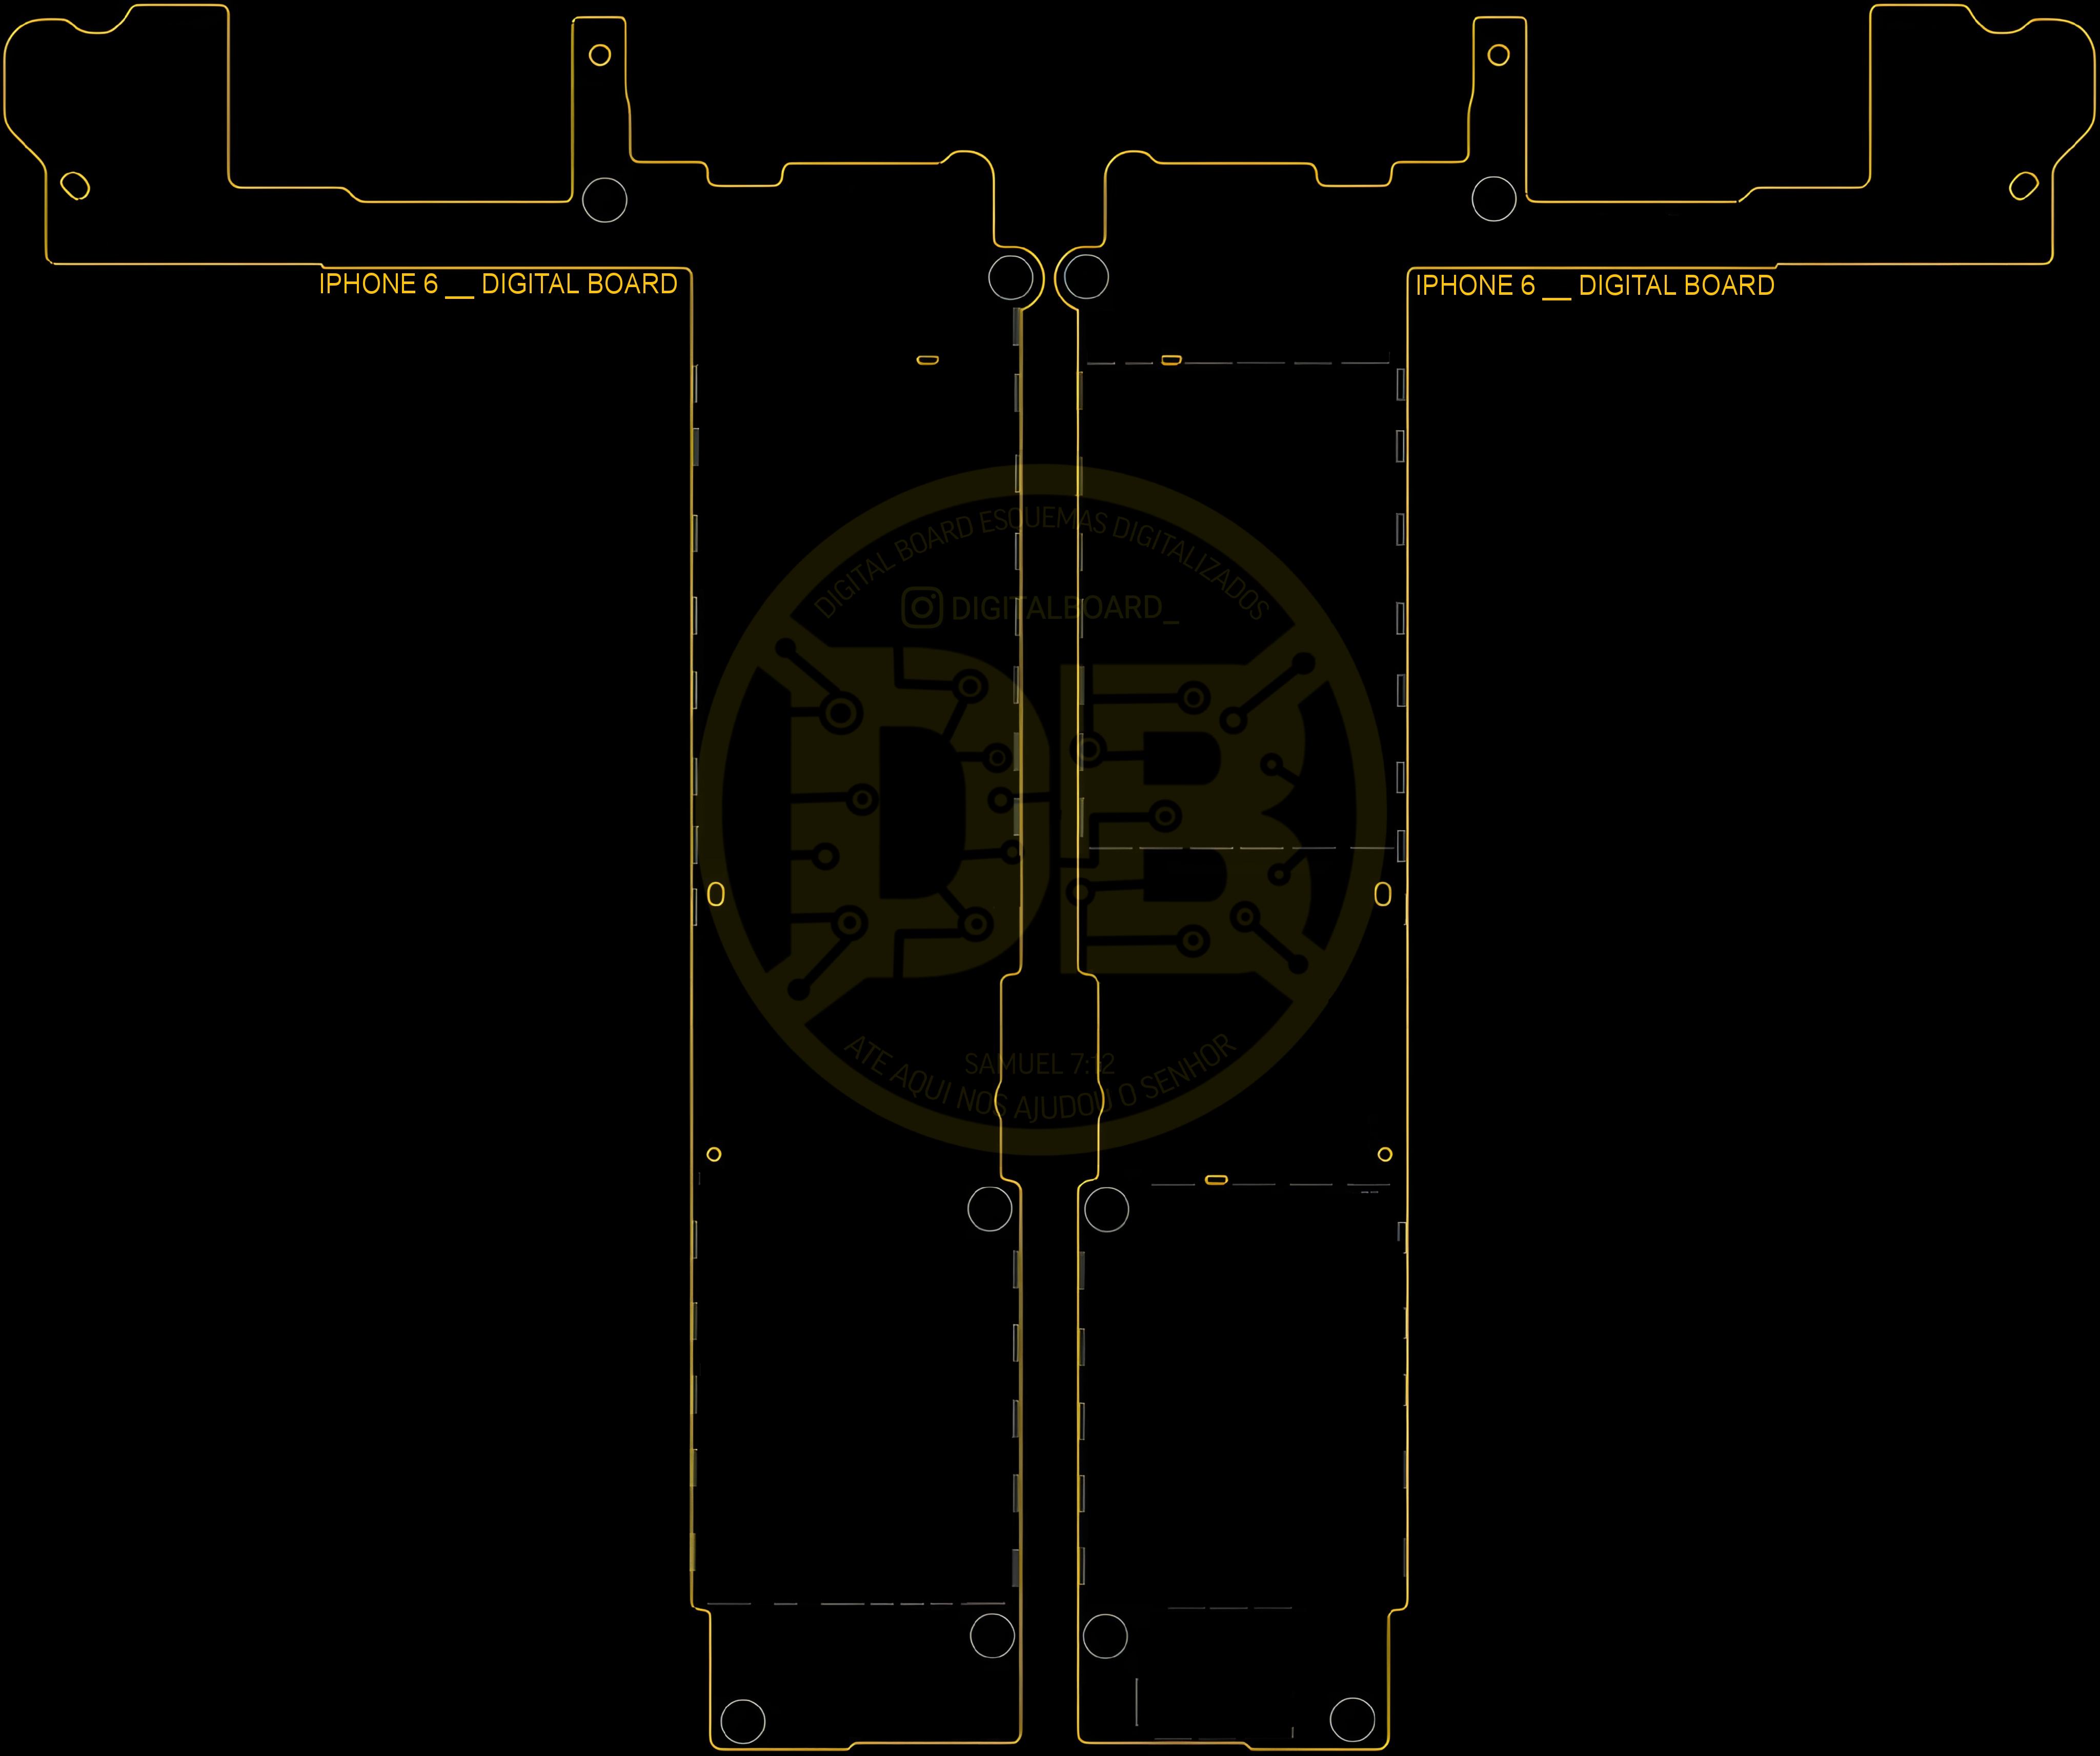 IPHONE 6 __ DIGITAL BOARD
IPHONE 6 __ DIGITAL BOARD
DIGITAL BOARD ESQUEMAS DIGITALIZADOS
DIGITALBOARD_
DB
SAMUEL 7:12
ATE AQUI NOS AJUDOU O SENHOR